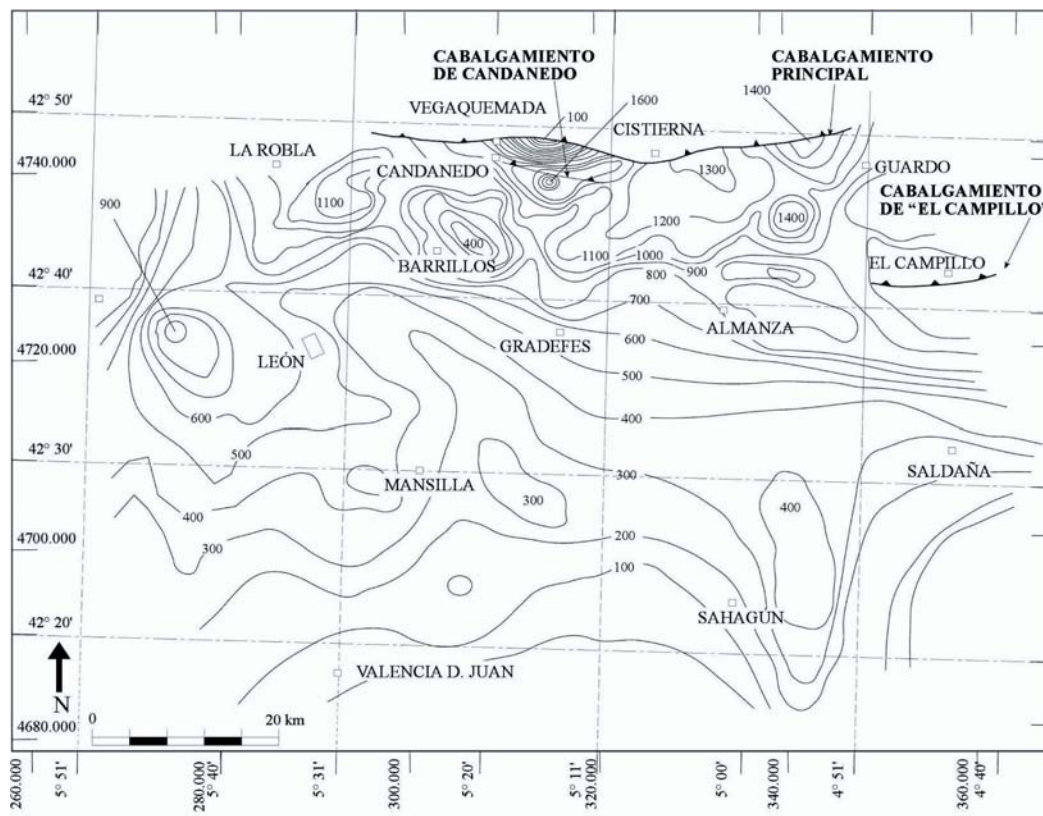 CABALGAMIENTO
DE CANDANEDO
CABALGAMIENTO
PRINCIPAL
42° 50'
VEGAQUEMADA
100
1600
1400
CISTIERNA
4740.000
LA ROBLA
CANDANEDO
1300
GUARDO
CABALGAMIENTO
DE "EL CAMPILLO"
900
1100
1200
1400
400
BARRILLOS
1100
1000
800
900
EL CAMPILLO
42° 40'
700
ALMANZA
4720.000
LEÓN
GRADEFES
600
500
600
400
500
42° 30'
SALDAÑA
300
MANSILLA
300
400
400
4700.000
300
200
100
SAHAGÚN
42° 20'
VALENCIA D. JUAN
N
0
20 km
4680.000
260.000
5° 51'
280.000
5° 40'
5° 31'
300.000
5° 20'
5° 11'
320.000
5° 00'
340.000
4° 51'
360.000
4° 40'